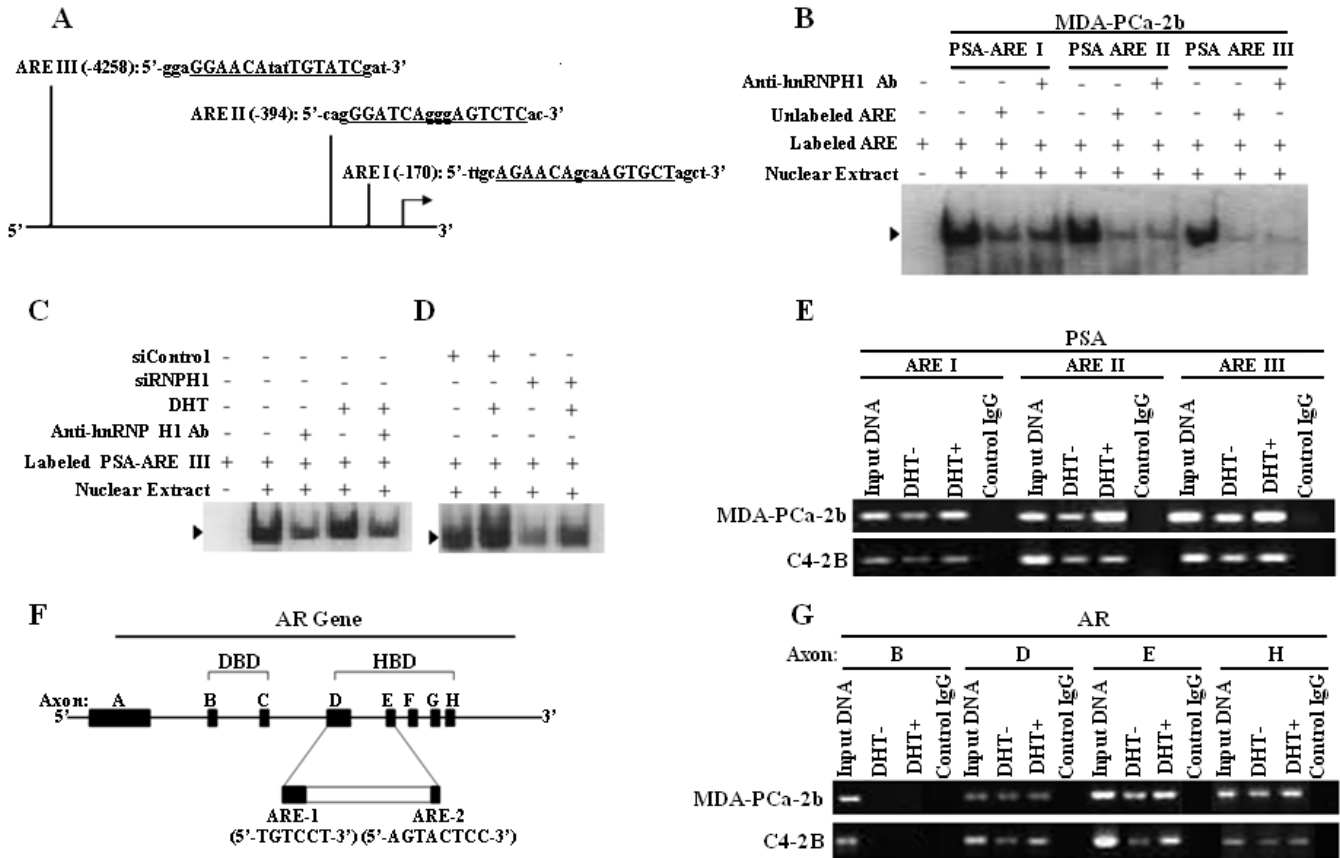 A
ARE III (-4258): 5’-ggaGGAACAtatTGTATCgat-3’
ARE II (-394): 5’-cagGGATCAgggAGTCTCac-3’
ARE I (-170): 5’-ttgcAGAACAgcaAGTGCTagct-3’
5’ 3’
B
MDA-PCa-2b
PSA-ARE I PSA ARE II PSA ARE III
Anti-hnRNPH1 Ab - - - + - - + - - +
Unlabeled ARE - - + - - + - - + -
Labeled ARE + + + + + + + + + +
Nuclear Extract - + + + + + + + + +
C
D
siControl - - - - - + + - -
siRNPH1 - - - - - - - + +
DHT - - - + + - + - +
Anti-hnRNP H1 Ab - - + - + - - - -
Labeled PSA-ARE III + + + + + + + + +
Nuclear Extract - + + + + + + + +
E
PSA
ARE I ARE II ARE III
Input DNA DHT- DHT+ Control IgG Input DNA DHT- DHT+ Control IgG Input DNA DHT- DHT+ Control IgG
MDA-PCa-2b
C4-2B
F
AR Gene
DBD HBD
Axon: A B C D E F G H
5’ 3’
ARE-1 ARE-2
(5’-TGTCCT-3’) (5’-AGTACTCC-3’)
G
AR
Axon: B D E H
Input DNA DHT- DHT+ Control IgG Input DNA DHT- DHT+ Control IgG Input DNA DHT- DHT+ Control IgG Input DNA DHT- DHT+ Control IgG
MDA-PCa-2b
C4-2B